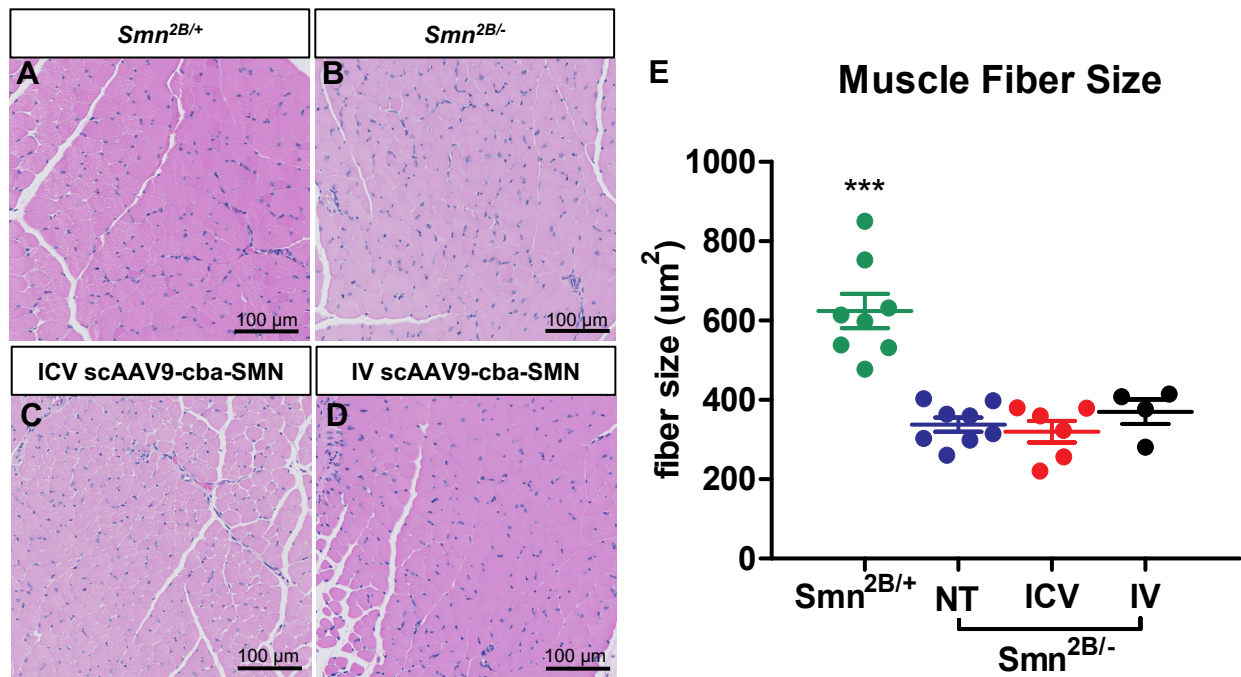 Smn2B/+
Smn2B/-
A
B
100 µm
100 µm
ICV scAAV9-cba-SMN
IV scAAV9-cba-SMN
C
D
100 µm
100 µm
E
Muscle Fiber Size
fiber size (um2)
1000
800
600
400
200
0
***
Smn2B/+
NT
ICV
IV
Smn2B/-